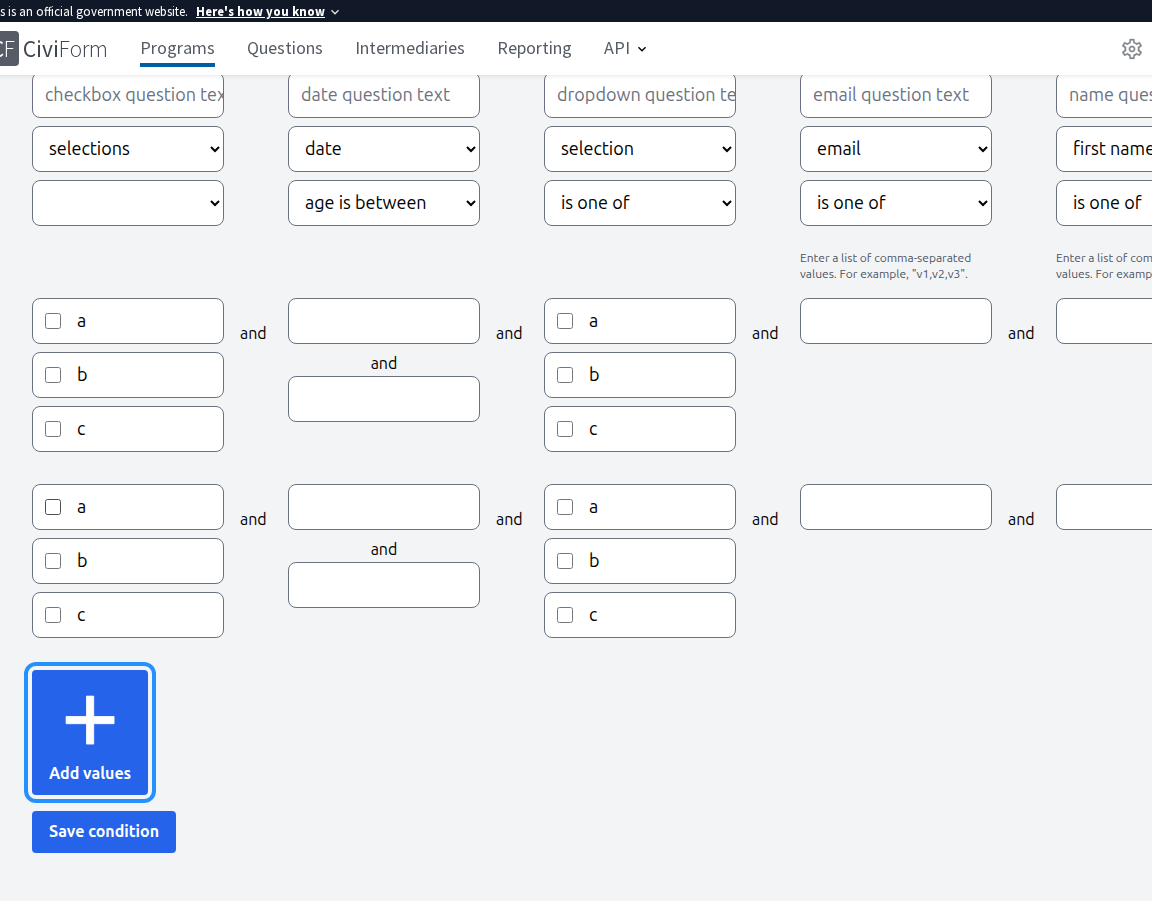 s is an official government website. Here's how you know
CF CiviForm Programs Questions Intermediaries Reporting API
checkbox question tex date question text dropdown question te email question text name ques
selections date selection email first name
age is between is one of is one of is one of
Enter a list of comma-separated Enter a list of com
values. For example, "v1,v2,v3". values. For examp
a and and a and and
and
b b
c c
a and and a and and
and
b b
c c
Add values
Save condition